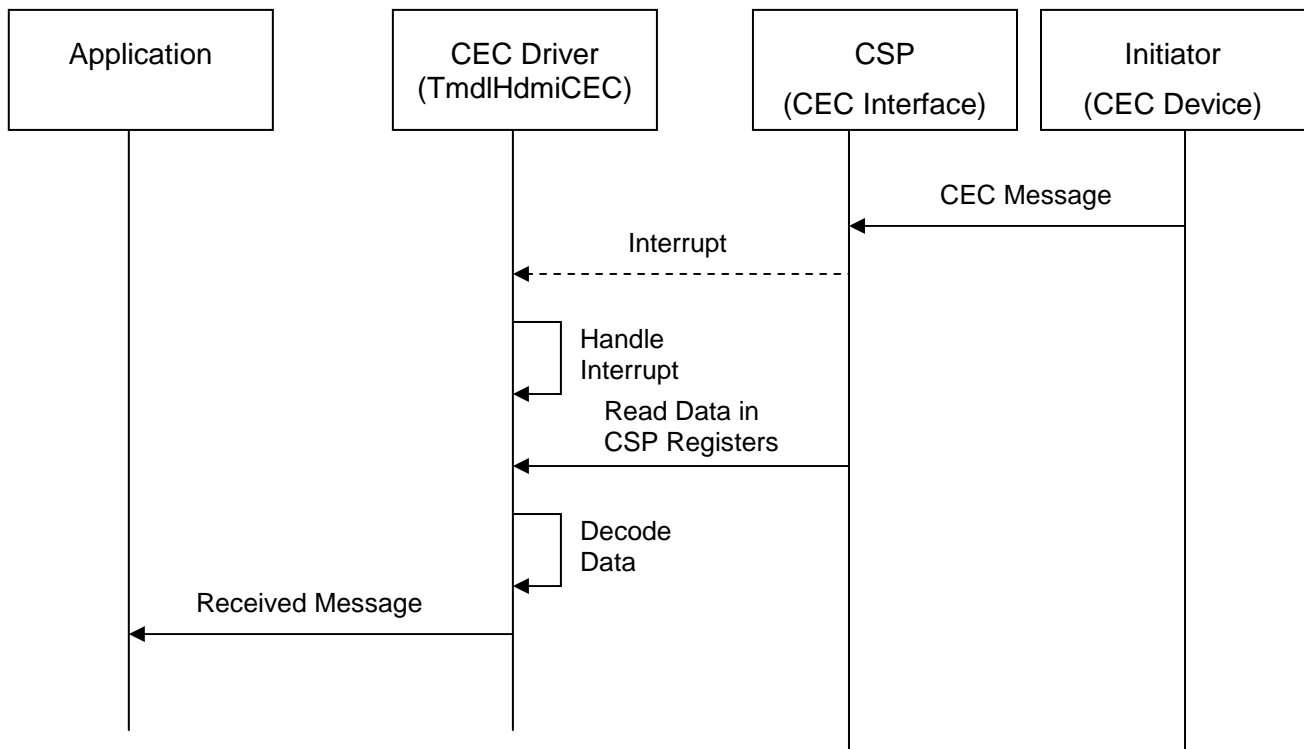 Application
CEC Driver
(TmdlHdmiCEC)
CSP
(CEC Interface)
Initiator
(CEC Device)
CEC Message
Interrupt
Handle
Interrupt
Read Data in
CSP Registers
Decode
Data
Received Message